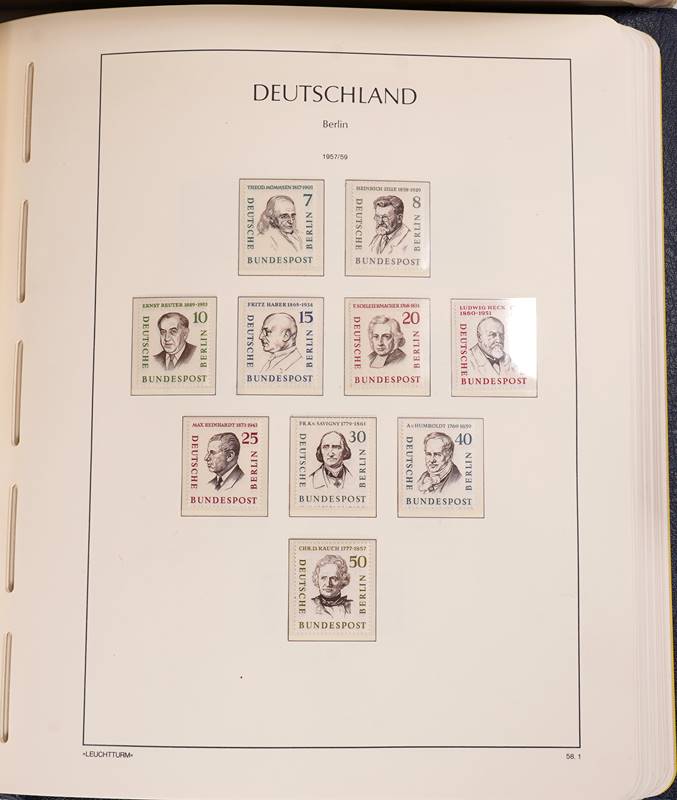 DEUTSCHLAND
Berlin
1957/59
THEOD. MOMMSEN 1817-1903
7
DEUTSCHE
BERLIN
BUNDESPOST
HEINRICH ZILLE 1858-1929
8
DEUTSCHE
BERLIN
BUNDESPOST
ERNST REUTER 1889-1953
10
DEUTSCHE
BERLIN
BUNDESPOST
FRITZ HABER 1868-1934
15
DEUTSCHE
BERLIN
BUNDESPOST
F. SCHLEIERMACHER 1768-1834
20
DEUTSCHE
BERLIN
BUNDESPOST
LUDWIG HECK
1860-1951
DEUTSCHE
BUNDESPOST
MAX REINHARDT 1873-1943
25
DEUTSCHE
BERLIN
BUNDESPOST
FR. K. v. SAVIGNY 1779-1861
30
DEUTSCHE
BERLIN
BUNDESPOST
A. v. HUMBOLDT 1769-1859
40
DEUTSCHE
BERLIN
BUNDESPOST
CHR. D. RAUCH 1777-1857
50
DEUTSCHE
BERLIN
BUNDESPOST
»LEUCHTTURM«
58. 1